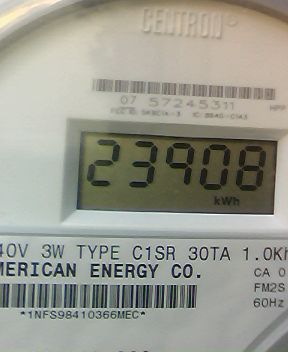 CENTRON®
07 57245311
23908
kWh
40V 3W TYPE C1SR 30TA 1.0Kh
MERICAN ENERGY CO.
CA 0
FM2S
60Hz
*1NFS98410366MEC*